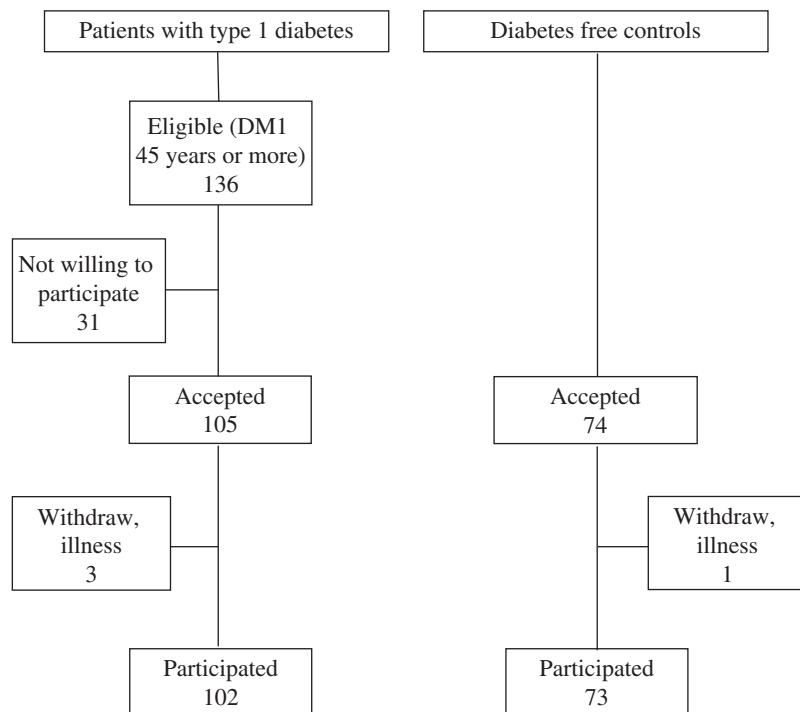 Patients with type 1 diabetes
Diabetes free controls
Eligible (DM1
45 years or more)
136
Not willing to
participate
31
Accepted
105
Accepted
74
Withdraw,
illness
3
Withdraw,
illness
1
Participated
102
Participated
73